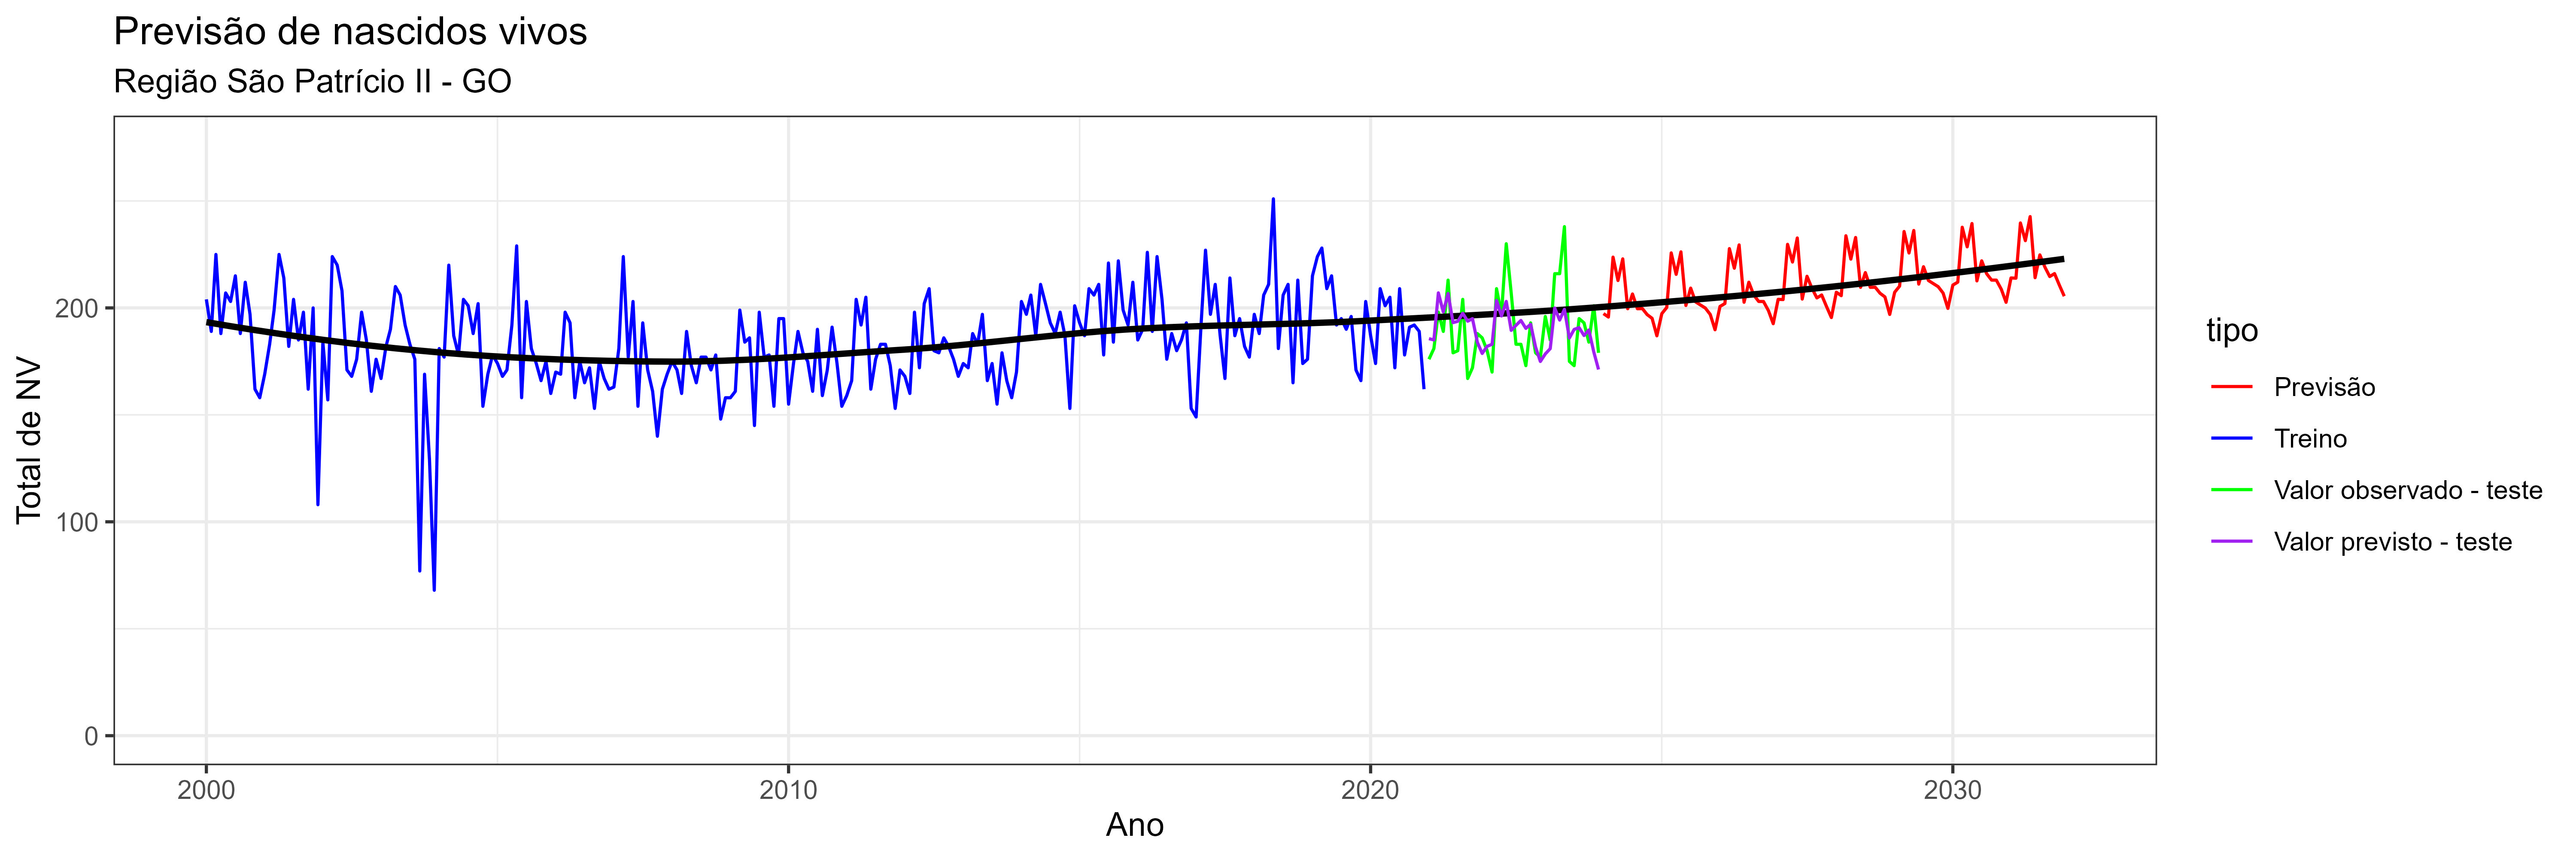 Previsão de nascidos vivos
Região São Patrício II - GO
Total de NV
200
100
0
2000
2010
2020
2030
Ano
tipo
Previsão
Treino
Valor observado - teste
Valor previsto - teste